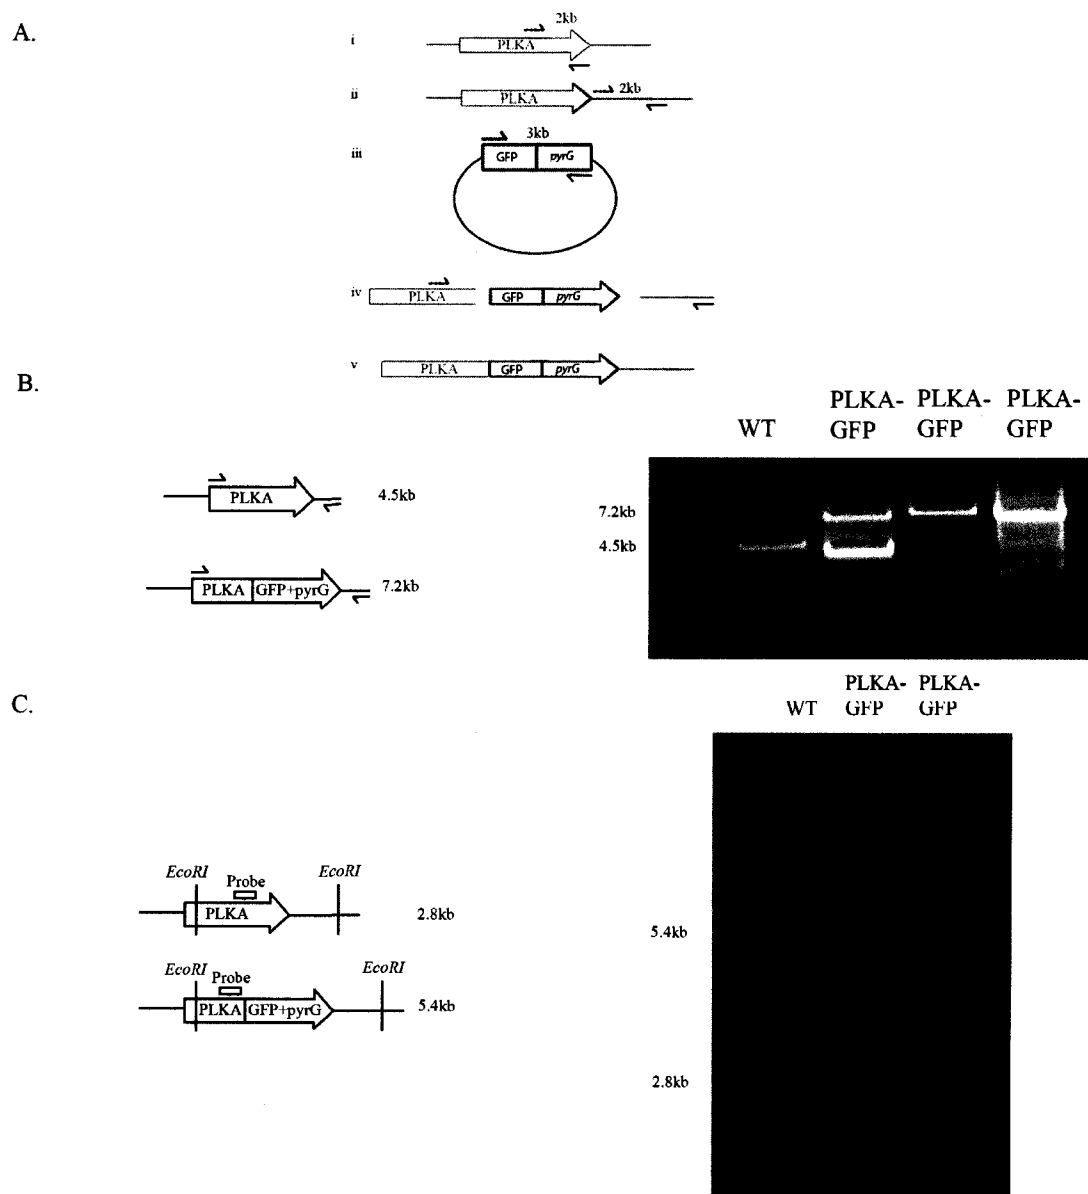 A.
i
2kb
PLKA
ii
2kb
PLKA
iii
3kb
GFP pyrG
iv
PLKA GFP pyrG
v
PLKA GFP pyrG
B.
PLKA 4.5kb
PLKA GFP+pyrG 7.2kb
WT PLKA-GFP PLKA-GFP PLKA-GFP
7.2kb
4.5kb
C.
EcoRI Probe EcoRI
PLKA 2.8kb
EcoRI Probe EcoRI
PLKA GFP+pyrG 5.4kb
WT PLKA-GFP PLKA-GFP
5.4kb
2.8kb